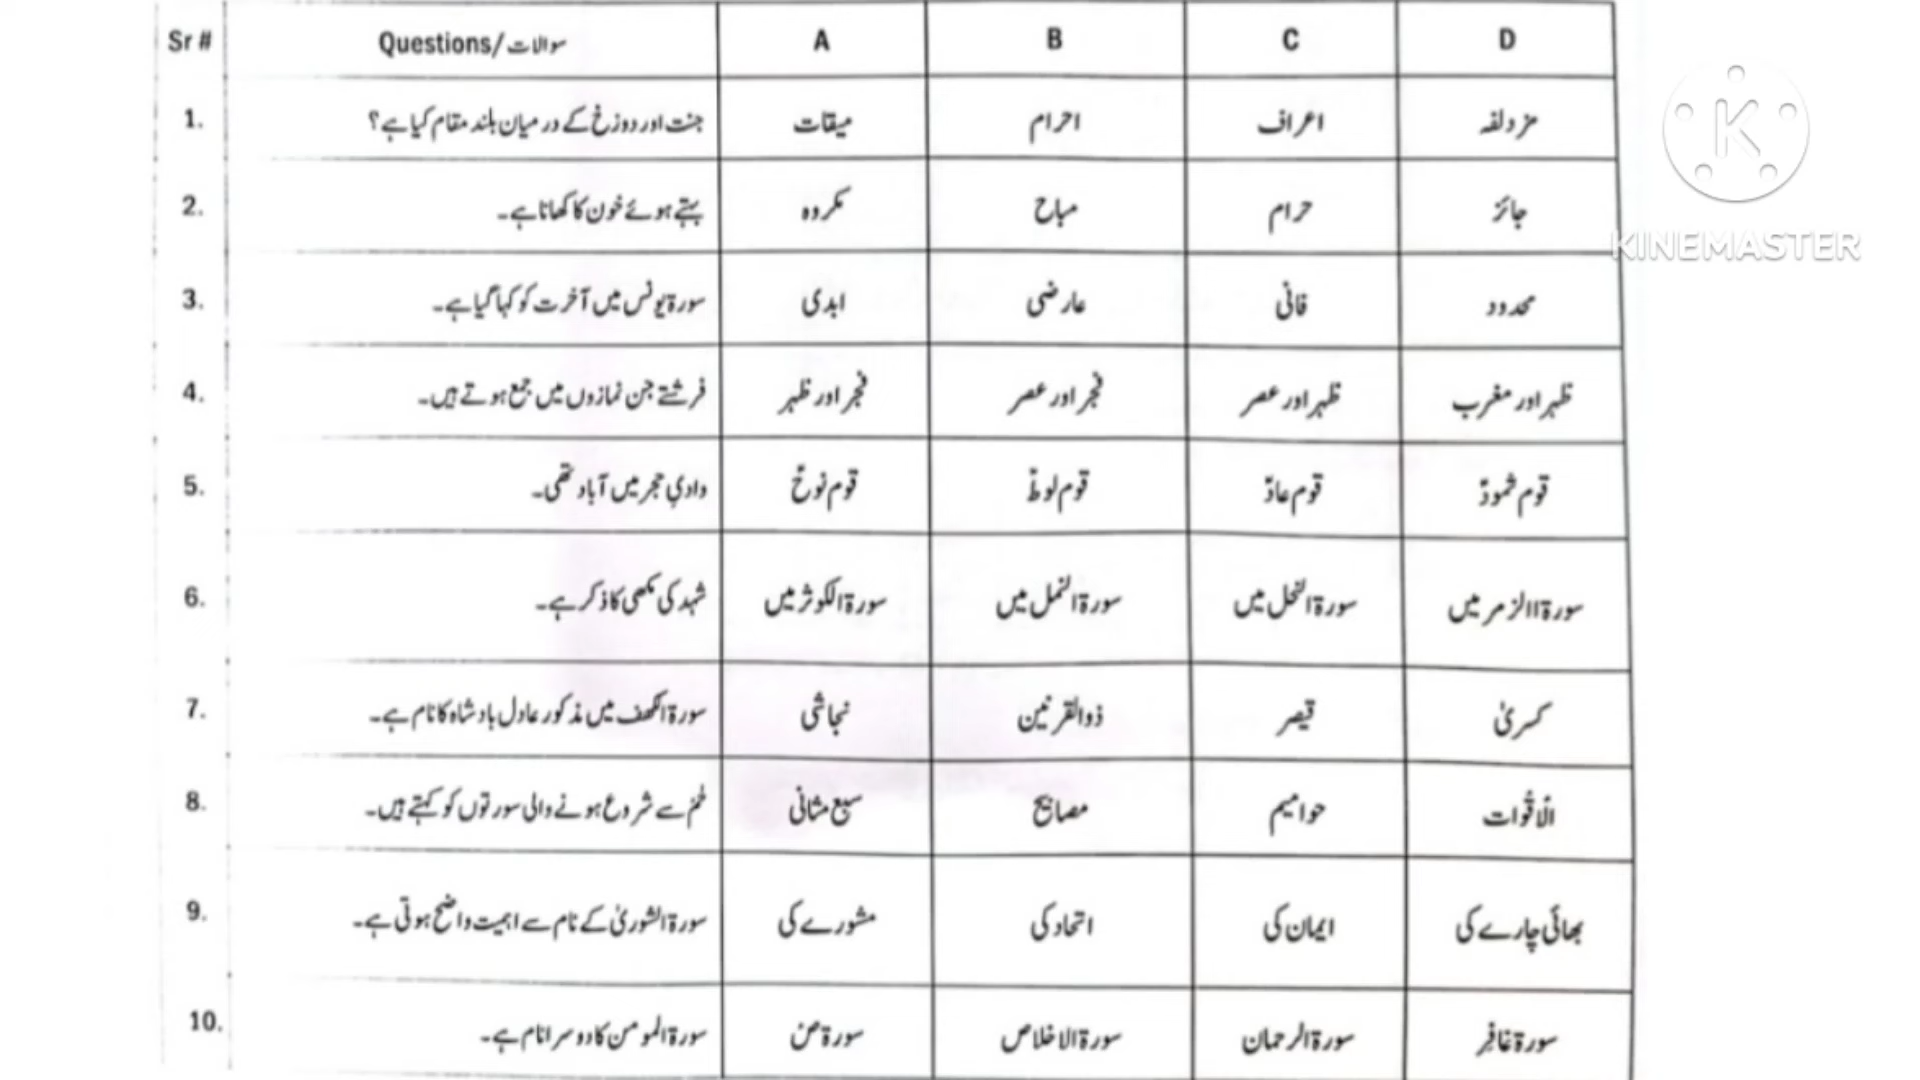 Sr # Questions/سوالات A B C D
1. جنت اور دوزخ کے درمیان بلند مقام کیا ہے؟ میقات احرام اعراف مزدلفہ
2. بہتے ہوئے خون کا کھانا ہے۔ مکروہ مباح حرام جائز
3. سورۃ یونس میں آخرت کو کہا گیا ہے۔ ابدی عارضی فانی محدود
4. فرشتے جن نمازوں میں جمع ہوتے ہیں۔ فجر اور ظہر فجر اور عصر ظہر اور عصر ظہر اور مغرب
5. وادیِ حجر میں آباد تھی۔ قوم نوحؑ قوم لوطؑ قوم عادؑ قوم ثمودؑ
6. شہد کی مکھی کا ذکر ہے۔ سورۃ الکوثر میں سورۃ النمل میں سورۃ النحل میں سورۃ االزمر میں
7. سورۃ الکہف میں مذکور عادل بادشاہ کا نام ہے۔ نجاشی ذوالقرنین قیصر کسریٰ
8. حٰمٓ سے شروع ہونے والی سورتوں کو کہتے ہیں۔ سبع مثانی مصابیح حوامیم الَاقْوات
9. سورۃ الشوریٰ کے نام سے اہمیت واضح ہوتی ہے۔ مشورے کی اتحاد کی ایمان کی بھائی چارے کی
10. سورۃ المومن کا دوسرا نام ہے۔ سورۃ صٓ سورۃ الاخلاص سورۃ الرحمان سورۃ غافِر
K
KINEMASTER